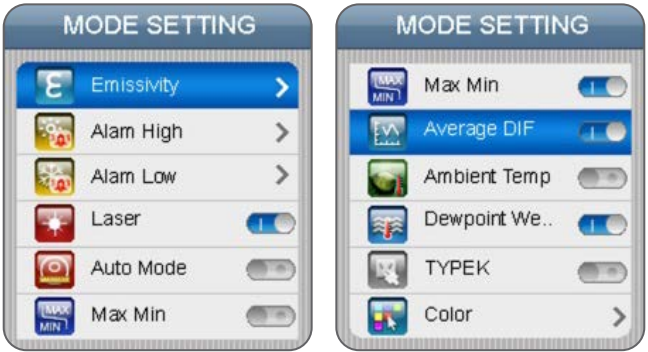 MODE SETTING
Emissivity
Alam High
Alam Low
Laser
Auto Mode
MAX
MIN
Max Min
MODE SETTING
MAX
MIN
Max Min
Average DIF
Ambient Temp
Dewpoint We..
TYPEK
Color